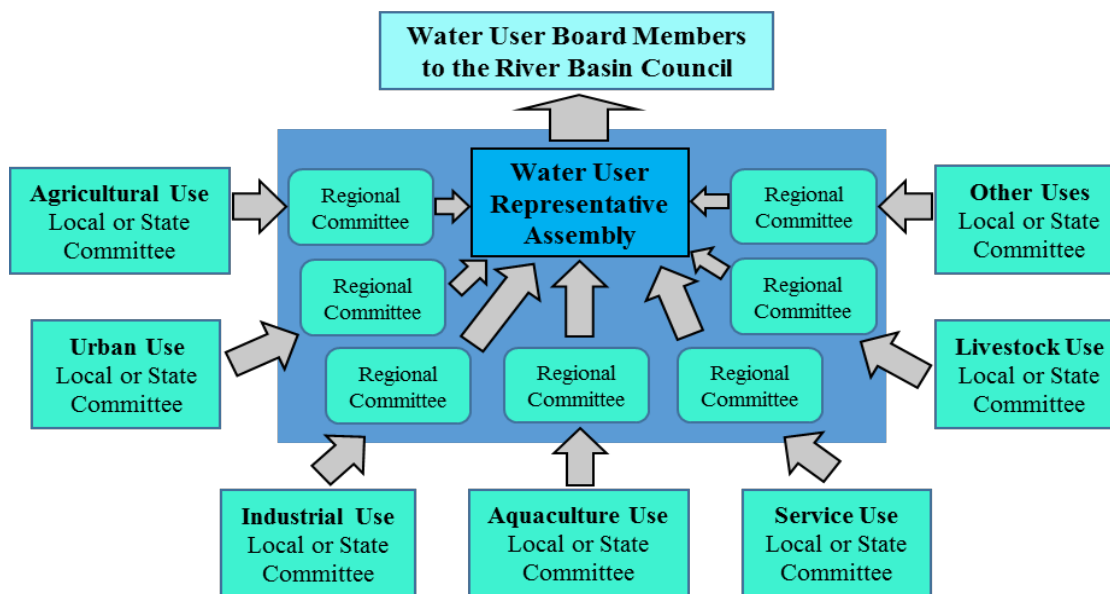 Water User Board Members
to the River Basin Council
Water User
Representative
Assembly
Agricultural Use
Local or State
Committee
Regional
Committee
Regional
Committee
Other Uses
Local or State
Committee
Regional
Committee
Regional
Committee
Urban Use
Local or State
Committee
Regional
Committee
Regional
Committee
Regional
Committee
Livestock Use
Local or State
Committee
Industrial Use
Local or State
Committee
Aquaculture Use
Local or State
Committee
Service Use
Local or State
Committee